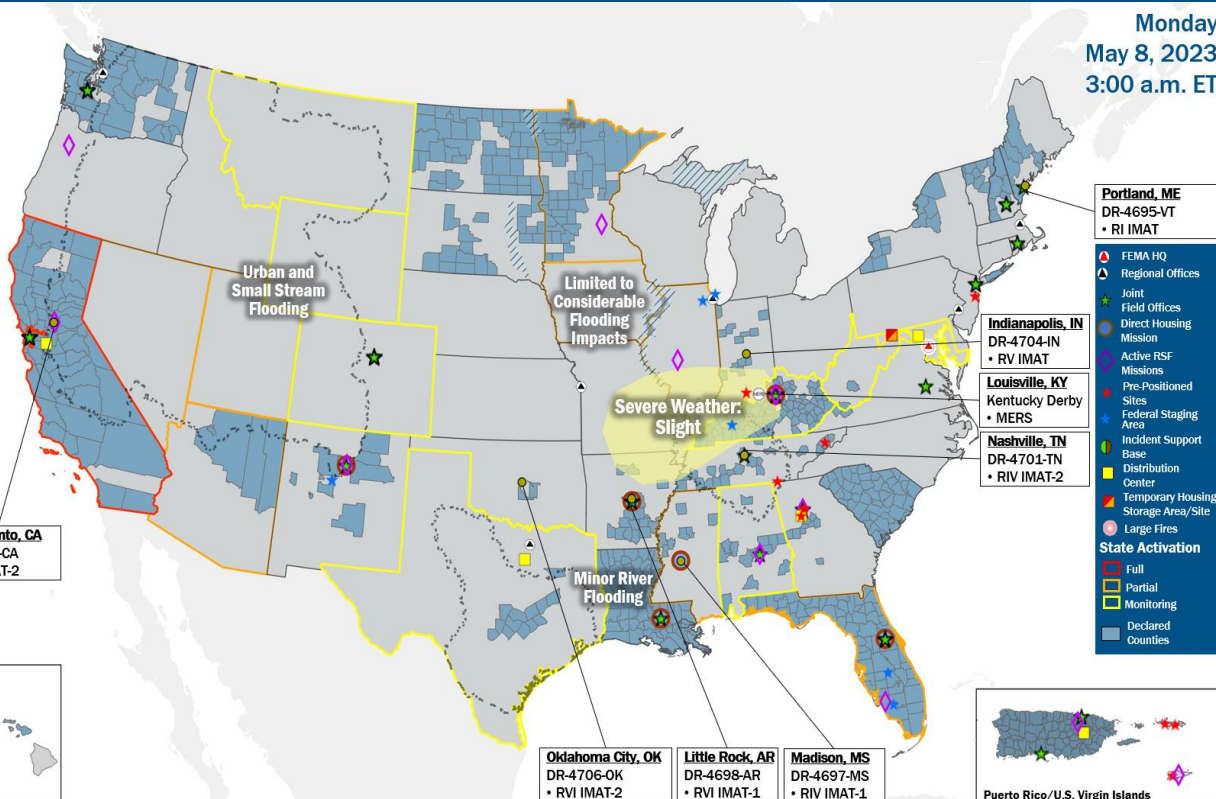 Monday
May 8, 2023
3:00 a.m. ET
Urban and
Small Stream
Flooding
Limited to
Considerable
Flooding
Impacts
Severe Weather:
Slight
Minor River
Flooding
Portland, ME
DR-4695-VT
• RI IMAT
Indianapolis, IN
DR-4704-IN
• RV IMAT
Louisville, KY
Kentucky Derby
• MERS
Nashville, TN
DR-4701-TN
• RIV IMAT-2
FEMA HQ
Regional Offices
Joint
Field Offices
Direct Housing
Mission
Active RSF
Missions
Pre-Positioned
Sites
Federal Staging
Area
Incident Support
Base
Distribution
Center
Temporary Housing
Storage Area/Site
Large Fires
State Activation
Full
Partial
Monitoring
Declared
Counties
nto, CA
-CA
AT-2
Oklahoma City, OK
DR-4706-OK
• RVI IMAT-2
Little Rock, AR
DR-4698-AR
• RVI IMAT-1
Madison, MS
DR-4697-MS
• RIV IMAT-1
Puerto Rico/U.S. Virgin Islands